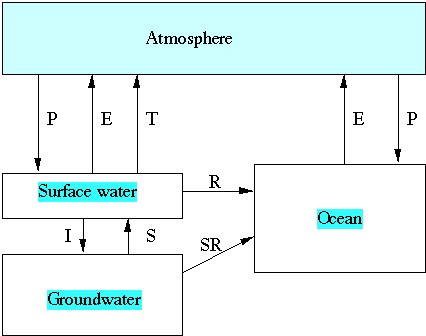 Atmosphere
P
E
T
E
P
Surface water
R
Ocean
I
S
SR
Groundwater